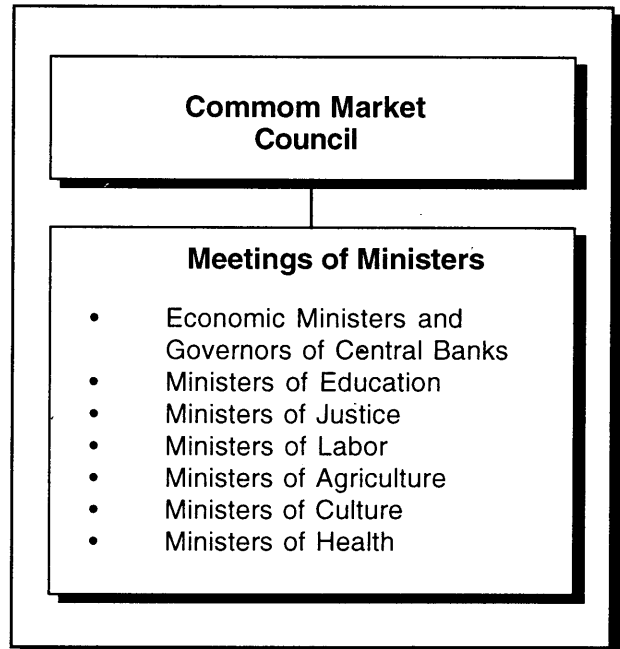 Commom Market
Council
Meetings of Ministers
• Economic Ministers and
Governors of Central Banks
• Ministers of Education
• Ministers of Justice
• Ministers of Labor
• Ministers of Agriculture
• Ministers of Culture
• Ministers of Health